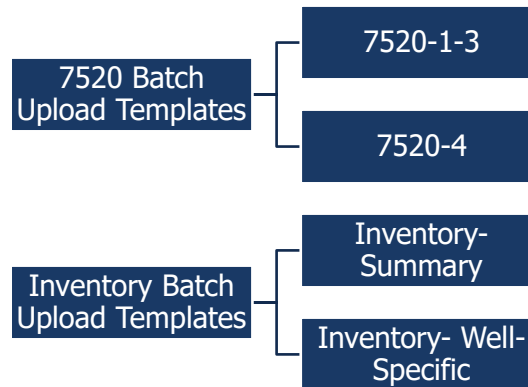 7520 Batch
Upload Templates
7520-1-3
7520-4
Inventory Batch
Upload Templates
Inventory-
Summary
Inventory- Well-
Specific